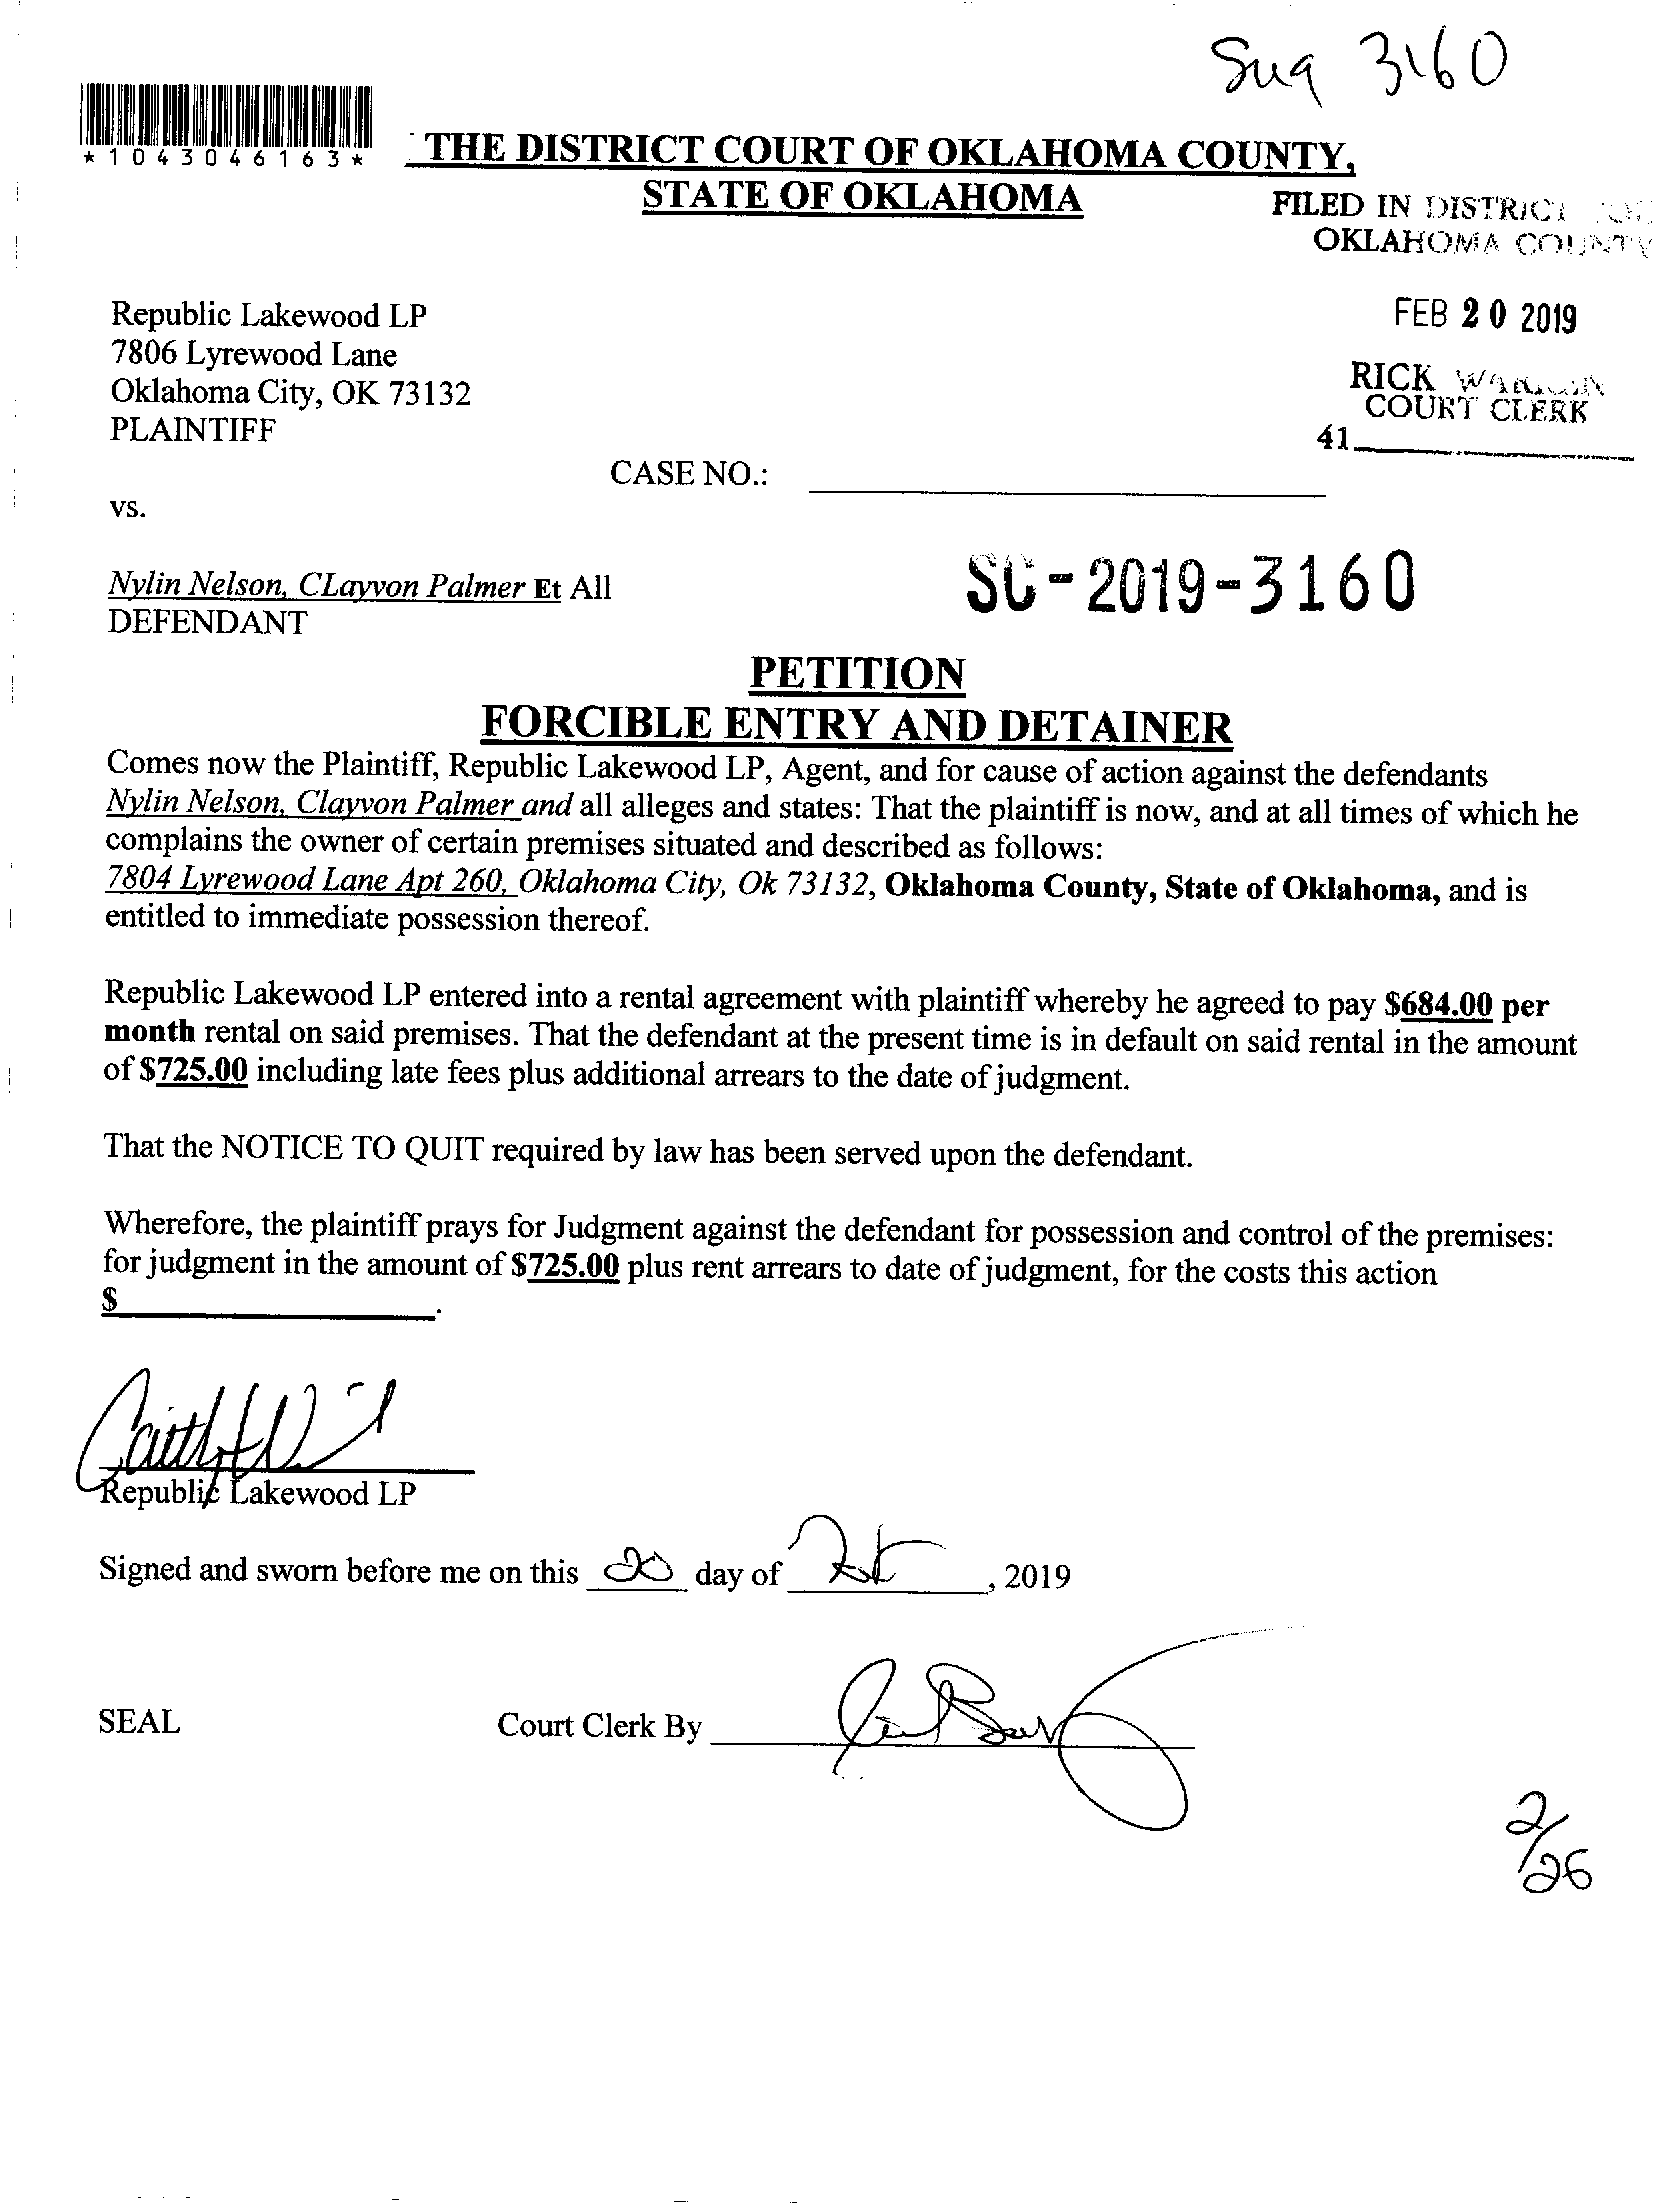 3160
*1043046163*
THE DISTRICT COURT OF OKLAHOMA COUNTY,
STATE OF OKLAHOMA
FILED IN DISTRICT
OKLAHOMA COUNTY
Republic Lakewood LP
7806 Lyrewood Lane
Oklahoma City, OK 73132
PLAINTIFF
FEB 20 2019
RICK
COURT CLERK
41
CASE NO.:
vs.
Nylin Nelson, CLayvon Palmer Et All
DEFENDANT
SC-2019-3160
PETITION
FORCIBLE ENTRY AND DETAINER
Comes now the Plaintiff, Republic Lakewood LP, Agent, and for cause of action against the defendants
Nylin Nelson, Clayvon Palmer and all alleges and states: That the plaintiff is now, and at all times of which he
complains the owner of certain premises situated and described as follows:
7804 Lyrewood Lane Apt 260, Oklahoma City, Ok 73132, Oklahoma County, State of Oklahoma, and is
entitled to immediate possession thereof.
Republic Lakewood LP entered into a rental agreement with plaintiff whereby he agreed to pay $684.00 per
month rental on said premises. That the defendant at the present time is in default on said rental in the amount
of $725.00 including late fees plus additional arrears to the date of judgment.
That the NOTICE TO QUIT required by law has been served upon the defendant.
Wherefore, the plaintiff prays for Judgment against the defendant for possession and control of the premises:
for judgment in the amount of $725.00 plus rent arrears to date of judgment, for the costs this action
$ .
Republic Lakewood LP
Signed and sworn before me on this 20 day of Feb, 2019
SEAL Court Clerk By
2/26